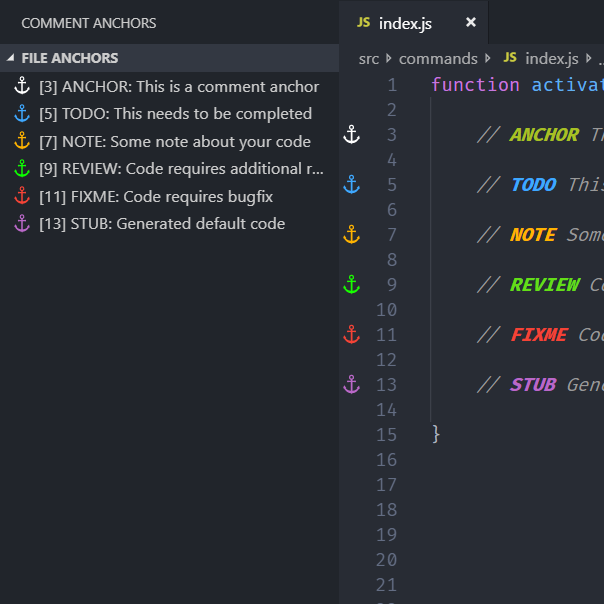 COMMENT ANCHORS
FILE ANCHORS
[3] ANCHOR: This is a comment anchor
[5] TODO: This needs to be completed
[7] NOTE: Some note about your code
[9] REVIEW: Code requires additional r...
[11] FIXME: Code requires bugfix
[13] STUB: Generated default code
JS index.js ×
src › commands › JS index.js › ..
1 function activat
2
3 // ANCHOR Th
4
5 // TODO This
6
7 // NOTE Some
8
9 // REVIEW Co
10
11 // FIXME Cod
12
13 // STUB Gene
14
15 }
16
17
18
19
20
21